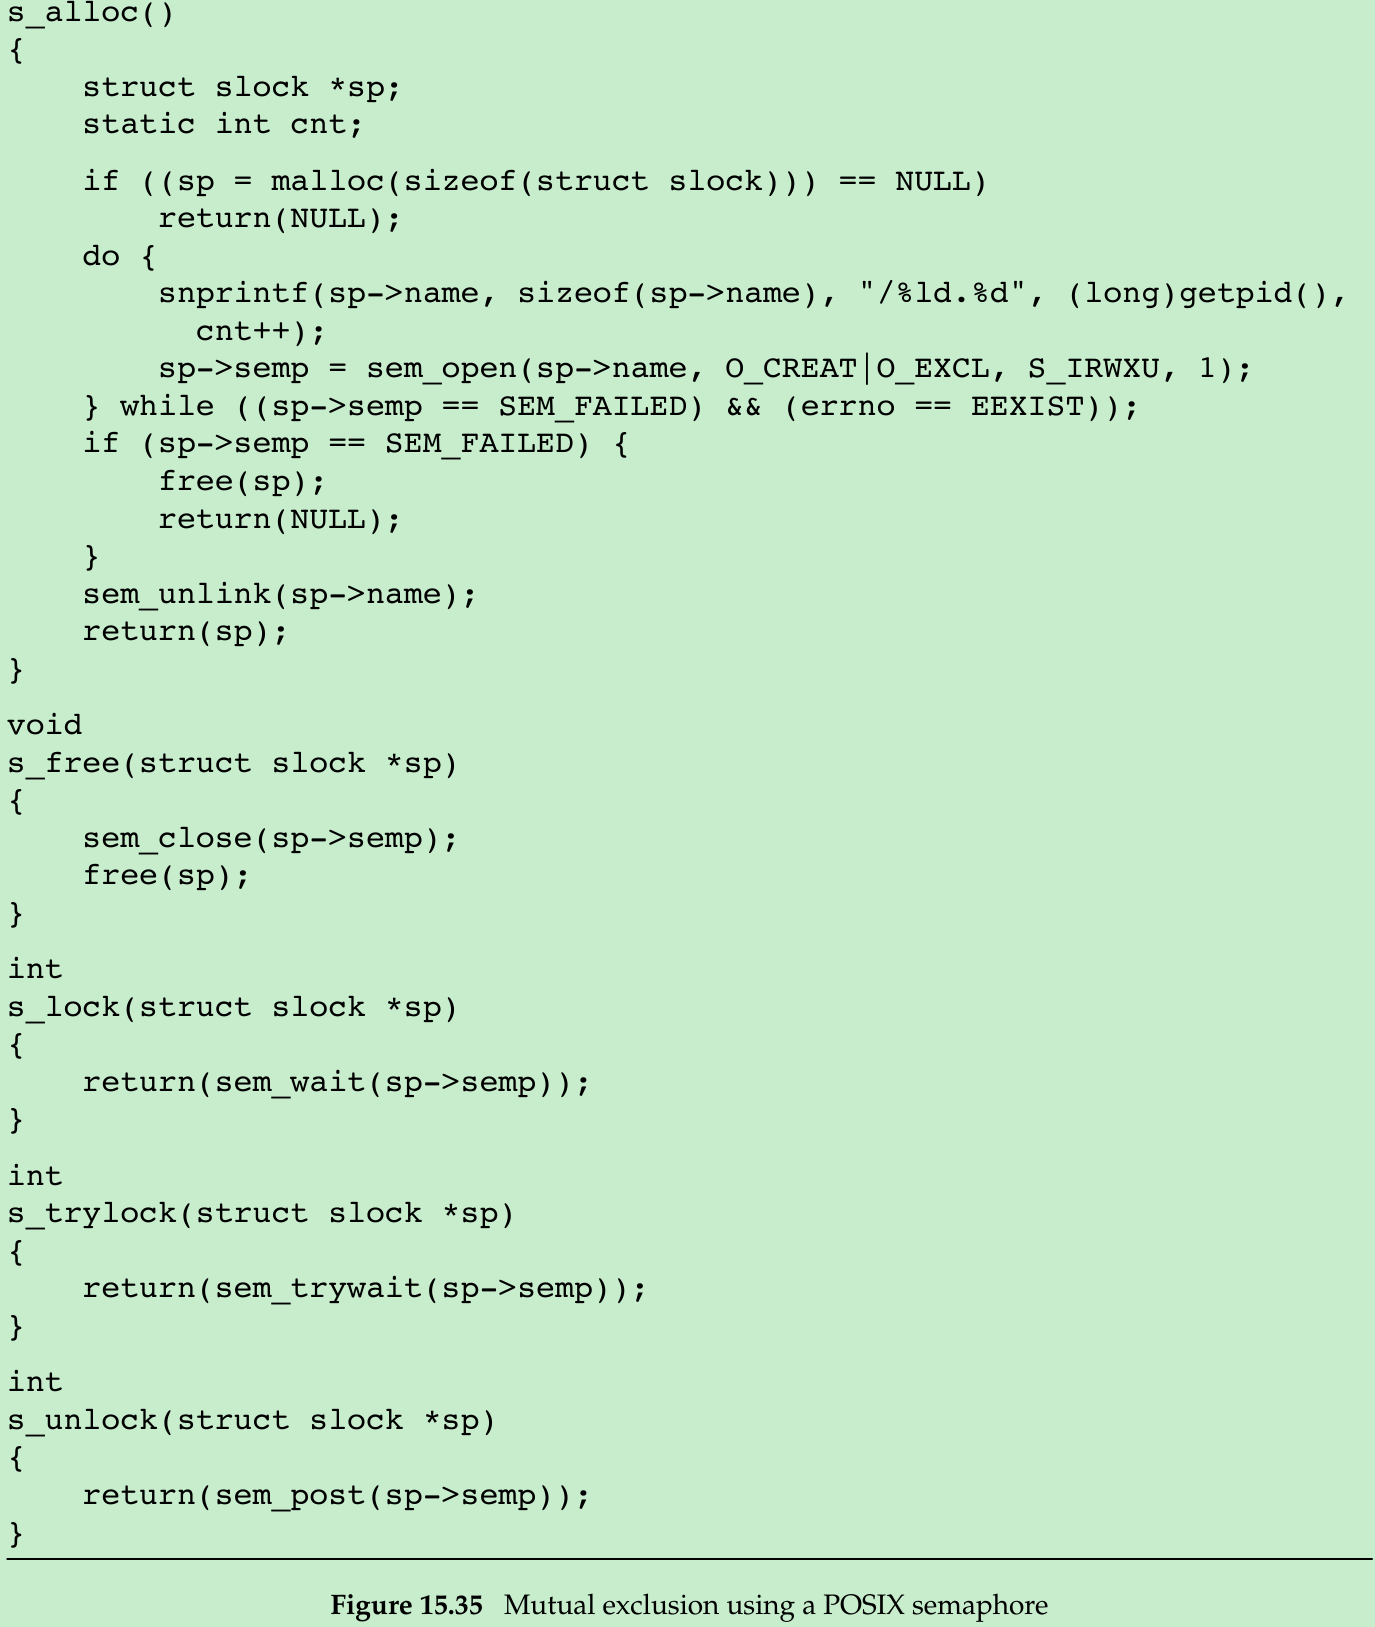 s_alloc()
{
    struct slock *sp;
    static int cnt;

    if ((sp = malloc(sizeof(struct slock))) == NULL)
        return(NULL);
    do {
        snprintf(sp->name, sizeof(sp->name), "/%ld.%d", (long)getpid(),
          cnt++);
        sp->semp = sem_open(sp->name, O_CREAT|O_EXCL, S_IRWXU, 1);
    } while ((sp->semp == SEM_FAILED) && (errno == EEXIST));
    if (sp->semp == SEM_FAILED) {
        free(sp);
        return(NULL);
    }
    sem_unlink(sp->name);
    return(sp);
}

void
s_free(struct slock *sp)
{
    sem_close(sp->semp);
    free(sp);
}

int
s_lock(struct slock *sp)
{
    return(sem_wait(sp->semp));
}

int
s_trylock(struct slock *sp)
{
    return(sem_trywait(sp->semp));
}

int
s_unlock(struct slock *sp)
{
    return(sem_post(sp->semp));
}
Figure 15.35 Mutual exclusion using a POSIX semaphore